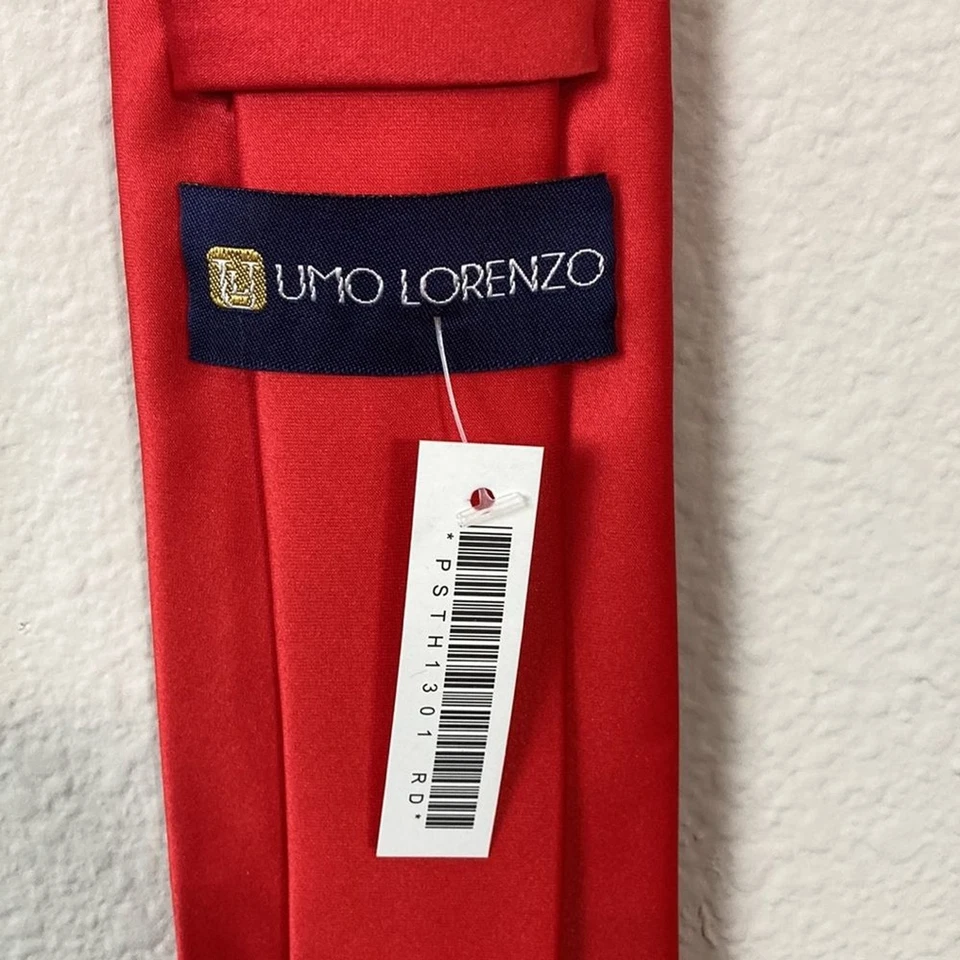 UMO LORENZO
*PSTH1301 RD*